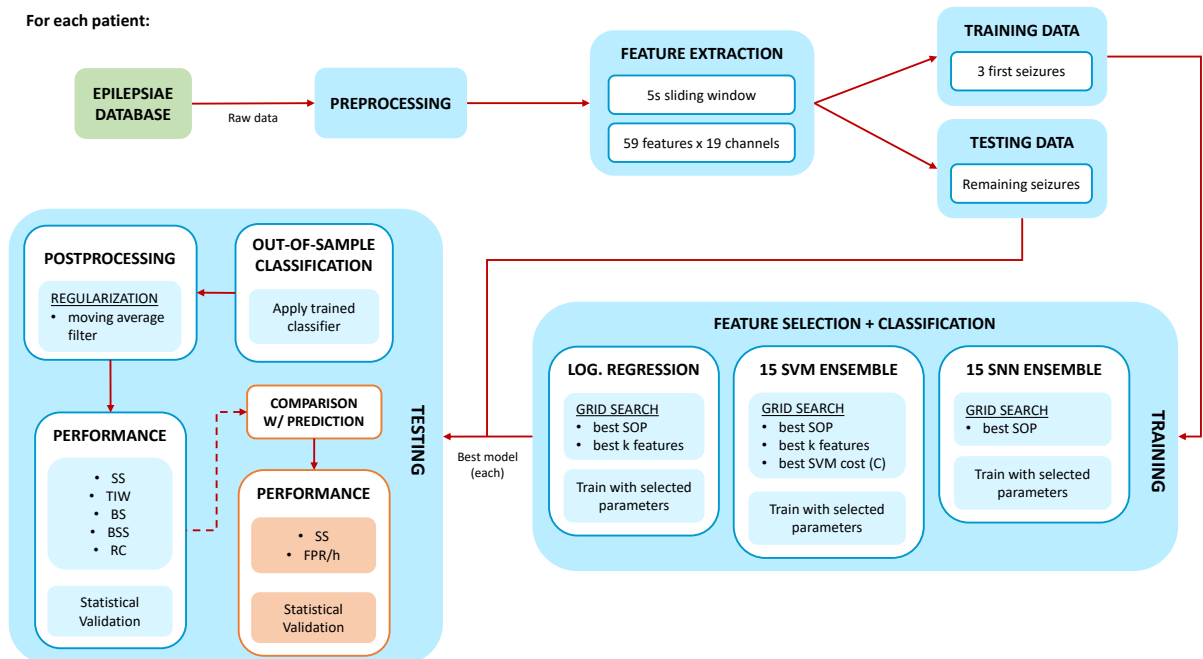 For each patient:
EPILEPSIAE
DATABASE
Raw data
PREPROCESSING
FEATURE EXTRACTION
5s sliding window
59 features x 19 channels
TRAINING DATA
3 first seizures
TESTING DATA
Remaining seizures
FEATURE SELECTION + CLASSIFICATION
LOG. REGRESSION
GRID SEARCH
• best SOP
• best k features
Train with selected
parameters
15 SVM ENSEMBLE
GRID SEARCH
• best SOP
• best k features
• best SVM cost (C)
Train with selected
parameters
15 SNN ENSEMBLE
GRID SEARCH
• best SOP
Train with selected
parameters
TRAINING
Best model
(each)
TESTING
OUT-OF-SAMPLE
CLASSIFICATION
Apply trained
classifier
POSTPROCESSING
REGULARIZATION
• moving average
filter
PERFORMANCE
• SS
• TIW
• BS
• BSS
• RC
Statistical
Validation
COMPARISON
W/ PREDICTION
PERFORMANCE
• SS
• FPR/h
Statistical
Validation